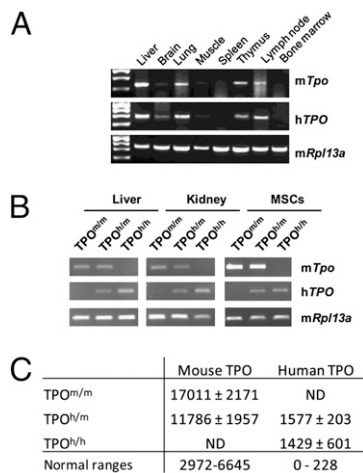 A
Liver Brain Lung Muscle Spleen Thymus Lymph node Bone marrow
mTpo
hTPO
mRpl13a
B
Liver Kidney MSCs
TPOm/m TPOh/m TPOh/h TPOm/m TPOh/m TPOh/h TPOm/m TPOh/m TPOh/h
mTpo
hTPO
mRpl13a
C
Mouse TPO Human TPO
TPOm/m 17011 ± 2171 ND
TPOh/m 11786 ± 1957 1577 ± 203
TPOh/h ND 1429 ± 601
Normal ranges 2972-6645 0 - 228